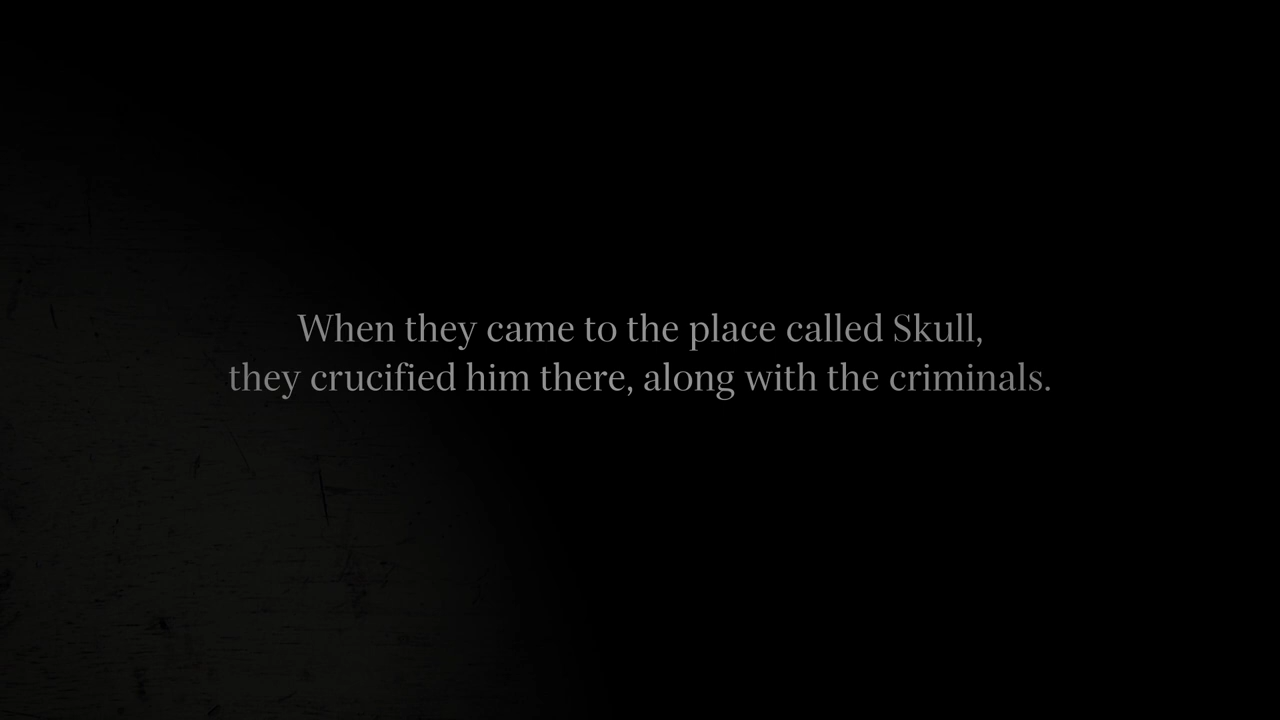 When they came to the place called Skull,
they crucified him there, along with the criminals.